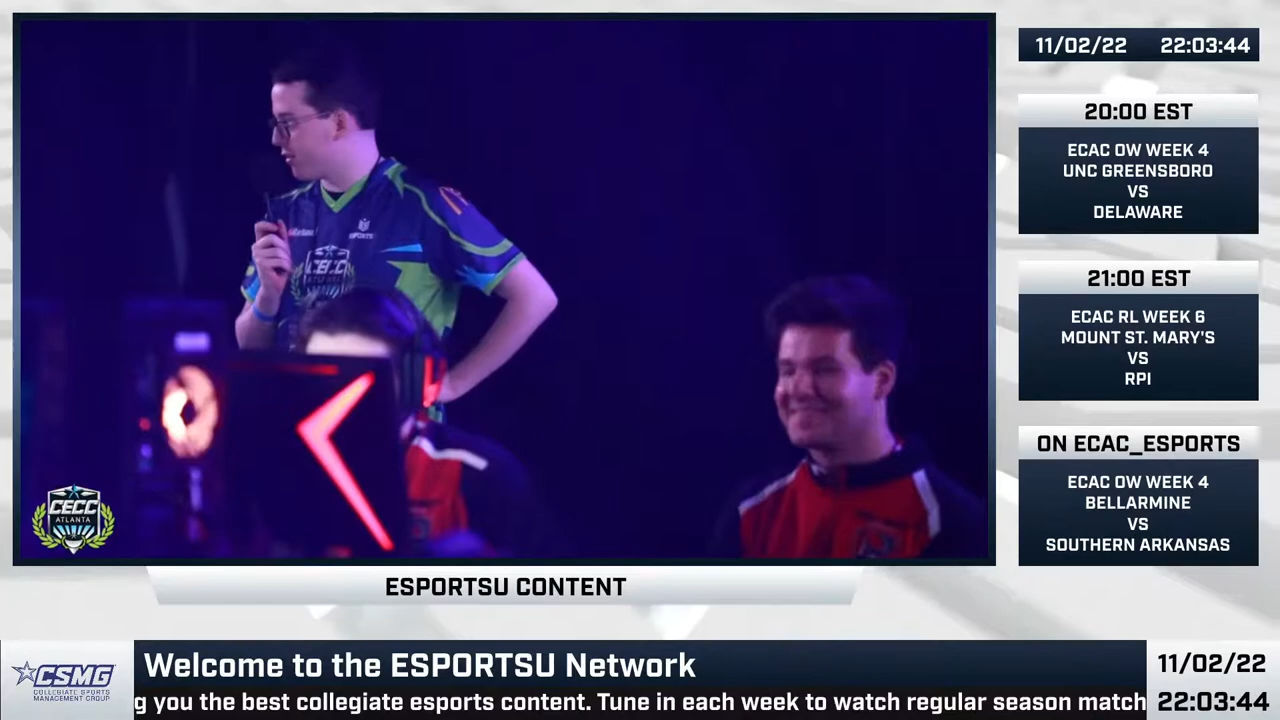 11/02/22 22:03:44
20:00 EST
ECAC OW WEEK 4
UNC GREENSBORO
VS
DELAWARE
21:00 EST
ECAC RL WEEK 6
MOUNT ST. MARY'S
VS
RPI
ON ECAC_ESPORTS
ECAC OW WEEK 4
BELLARMINE
VS
SOUTHERN ARKANSAS
ESPORTS
CECC
CECC
ATLANTA
ESPORTSU CONTENT
CSMG
COLLEGIATE SPORTS
MANAGEMENT GROUP
Welcome to the ESPORTSU Network
g you the best collegiate esports content. Tune in each week to watch regular season match
11/02/22
22:03:44